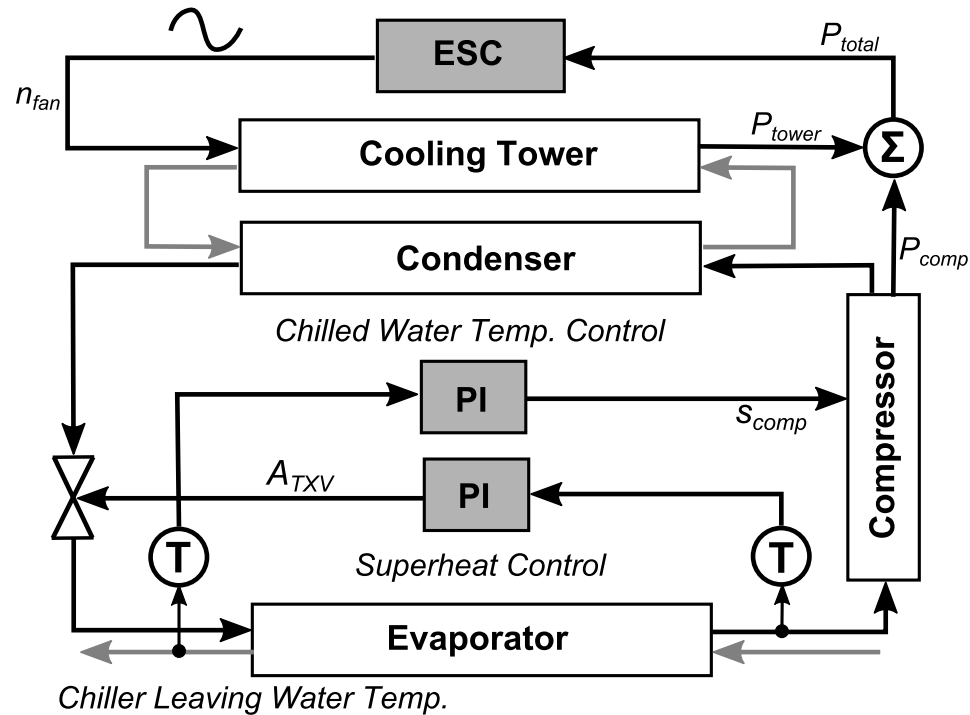 P_total
ESC
n_fan
P_tower
Cooling Tower
Σ
P_comp
Condenser
Chilled Water Temp. Control
PI
s_comp
Compressor
A_TXV
PI
T
T
Superheat Control
Evaporator
Chiller Leaving Water Temp.